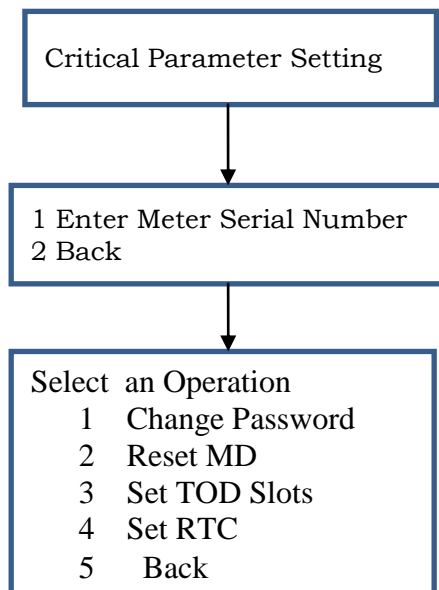 Critical Parameter Setting
1 Enter Meter Serial Number
2 Back
Select an Operation
1 Change Password
2 Reset MD
3 Set TOD Slots
4 Set RTC
5 Back